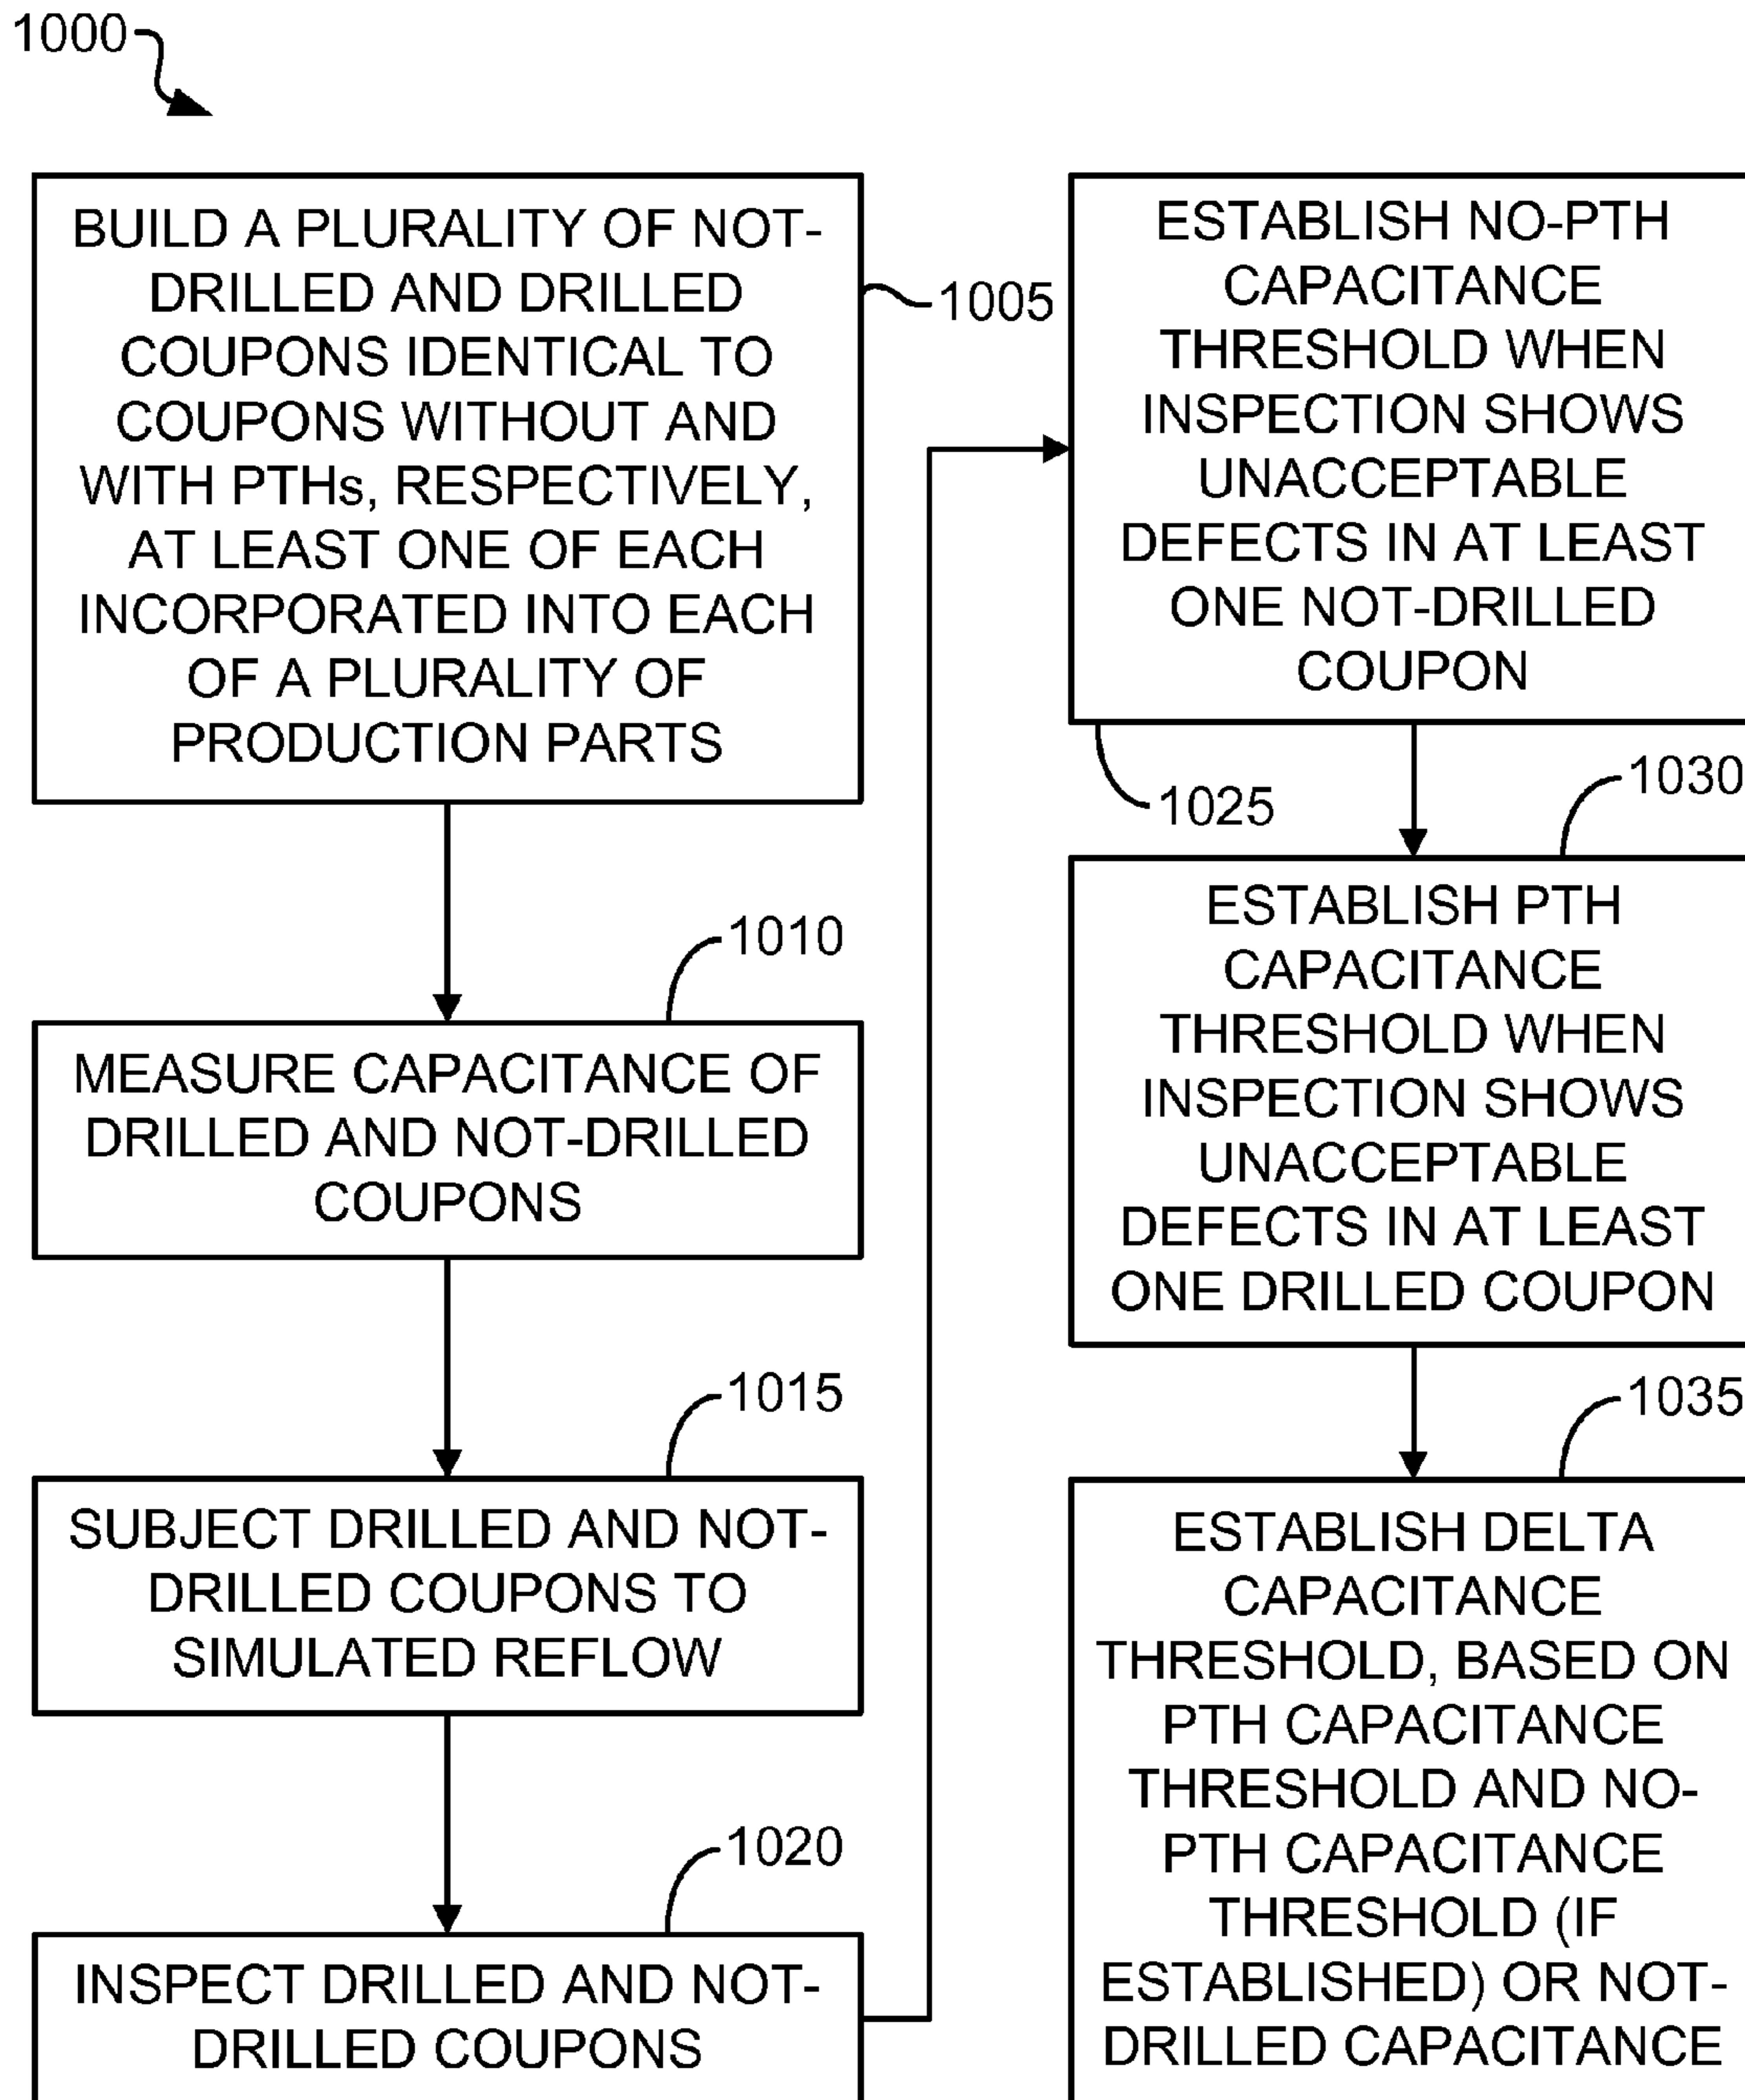 1000
BUILD A PLURALITY OF NOT-
DRILLED AND DRILLED
COUPONS IDENTICAL TO
COUPONS WITHOUT AND
WITH PTHs, RESPECTIVELY,
AT LEAST ONE OF EACH
INCORPORATED INTO EACH
OF A PLURALITY OF
PRODUCTION PARTS
1005
1010
MEASURE CAPACITANCE OF
DRILLED AND NOT-DRILLED
COUPONS
1015
SUBJECT DRILLED AND NOT-
DRILLED COUPONS TO
SIMULATED REFLOW
1020
INSPECT DRILLED AND NOT-
DRILLED COUPONS
ESTABLISH NO-PTH
CAPACITANCE
THRESHOLD WHEN
INSPECTION SHOWS
UNACCEPTABLE
DEFECTS IN AT LEAST
ONE NOT-DRILLED
COUPON
1025
1030
ESTABLISH PTH
CAPACITANCE
THRESHOLD WHEN
INSPECTION SHOWS
UNACCEPTABLE
DEFECTS IN AT LEAST
ONE DRILLED COUPON
1035
ESTABLISH DELTA
CAPACITANCE
THRESHOLD, BASED ON
PTH CAPACITANCE
THRESHOLD AND NO-
PTH CAPACITANCE
THRESHOLD (IF
ESTABLISHED) OR NOT-
DRILLED CAPACITANCE